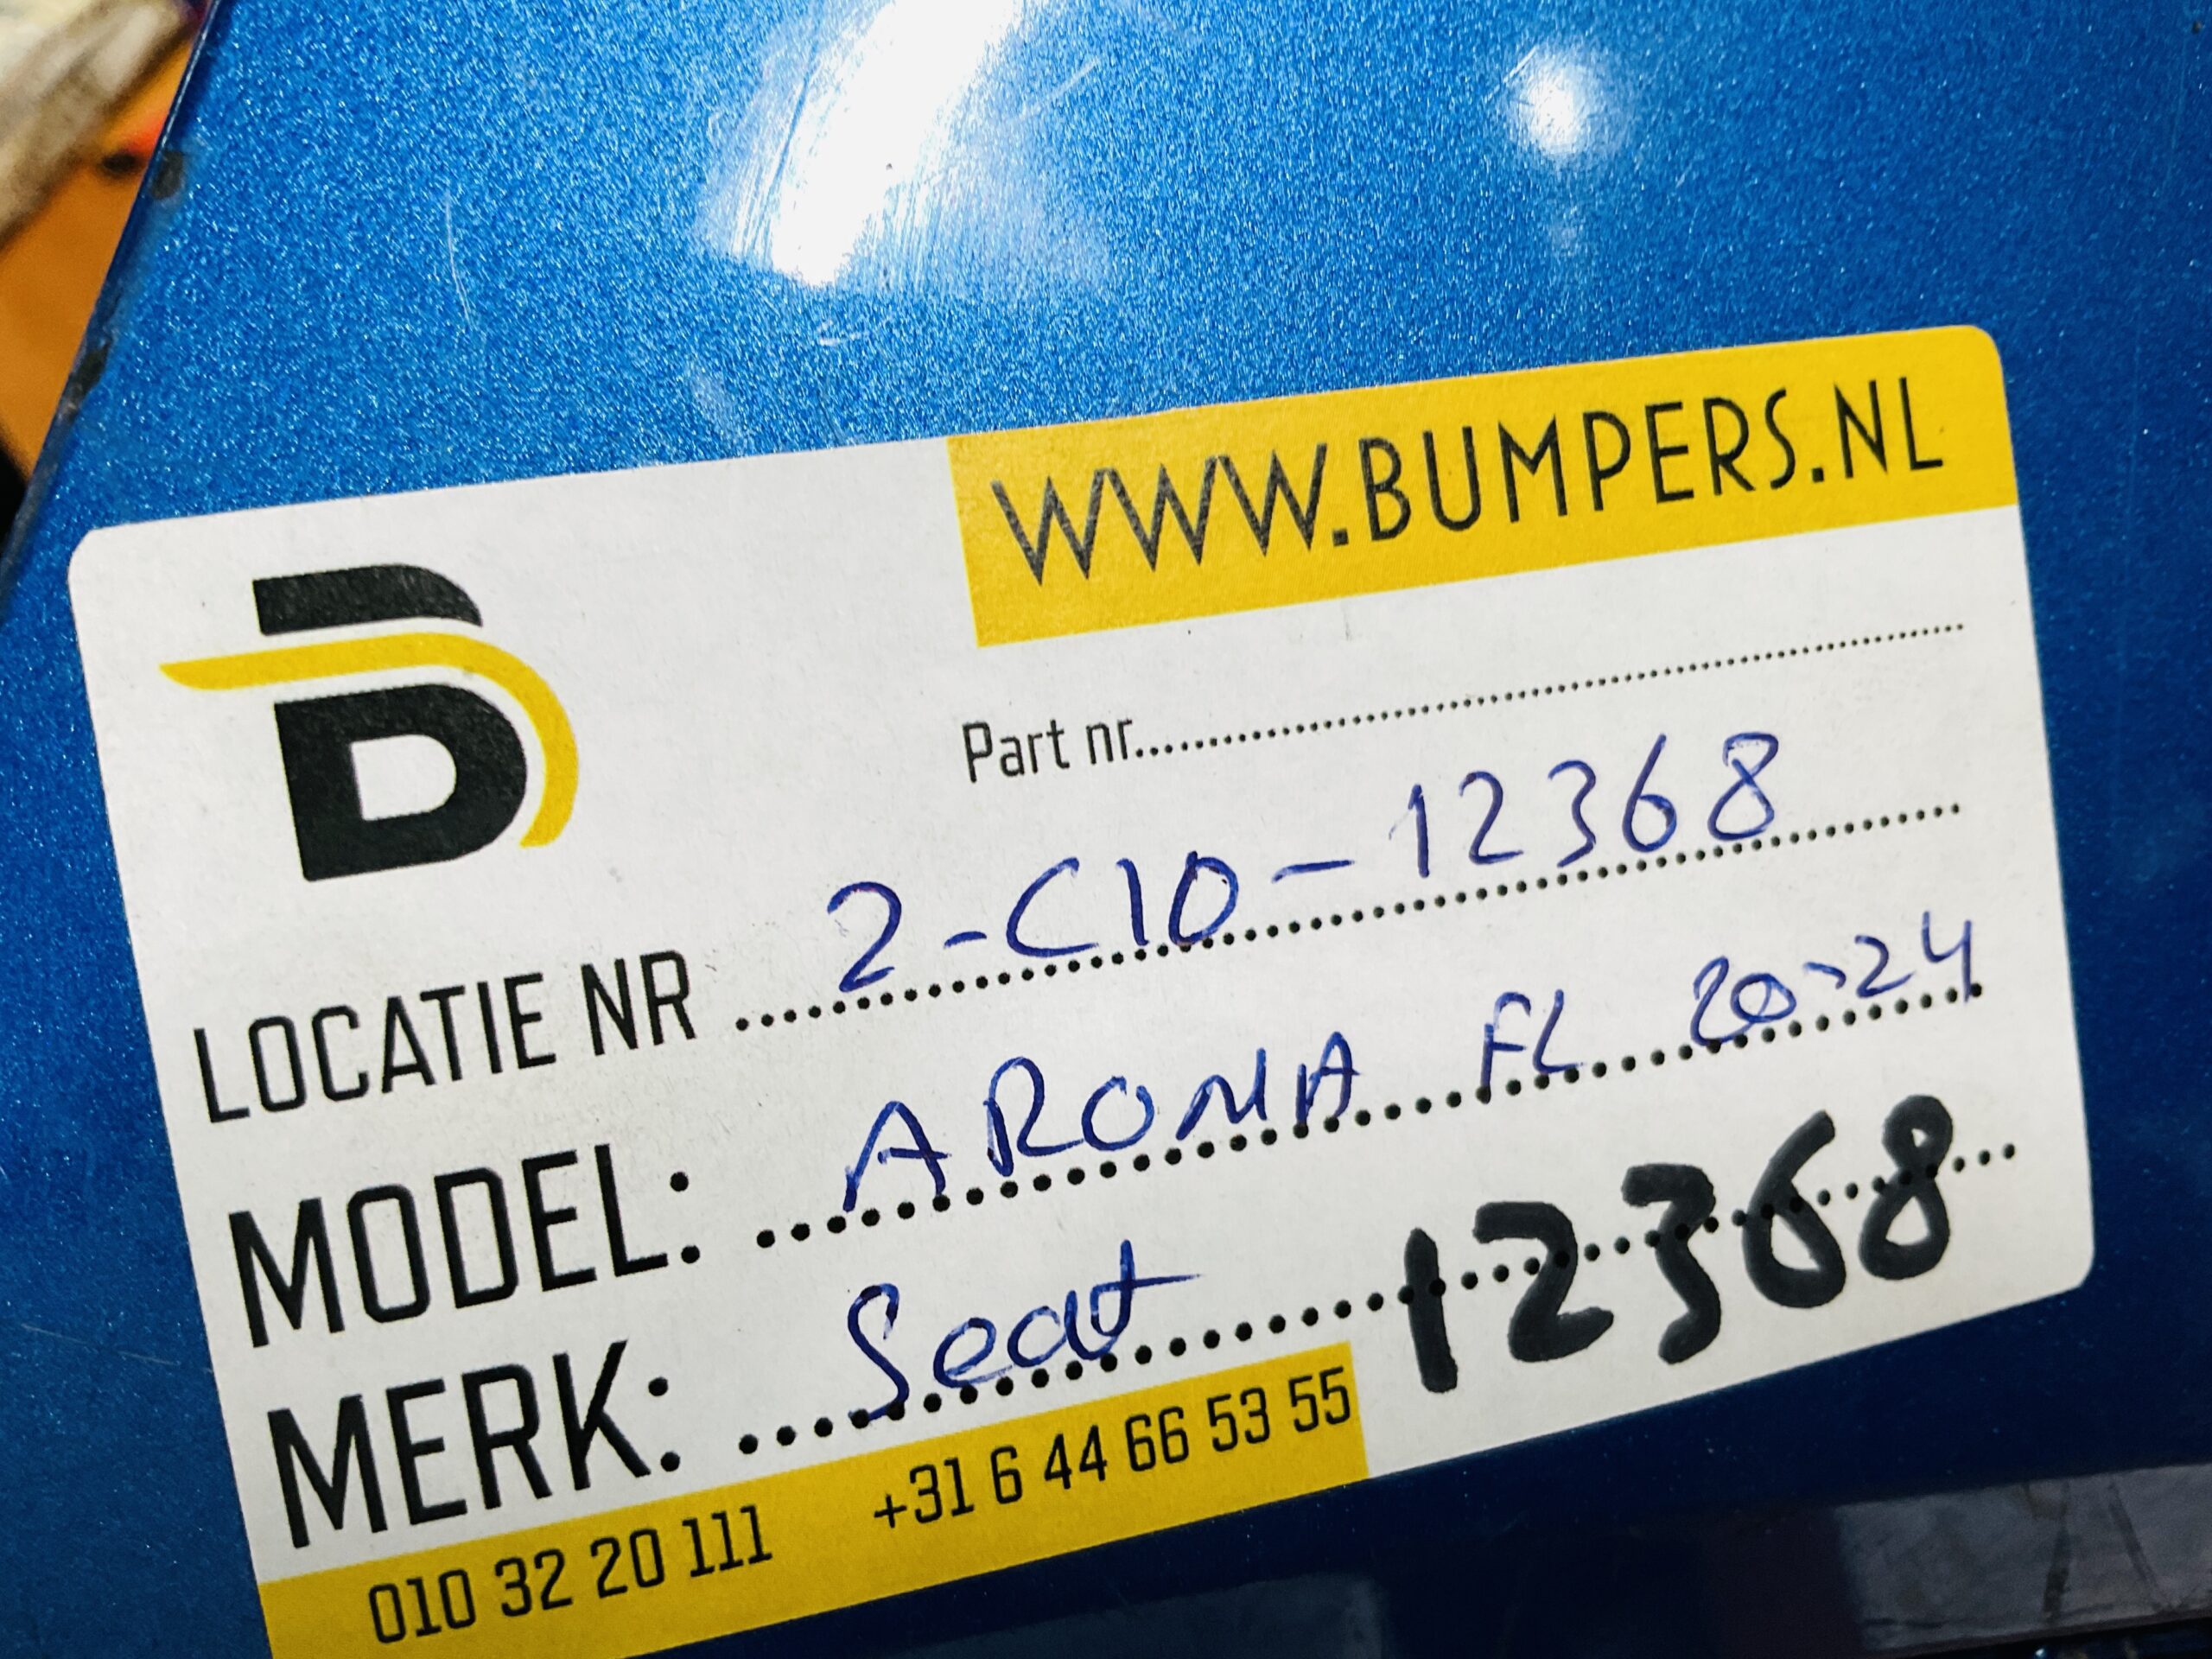 WWW.BUMPERS.NL
B
Part nr..........
LOCATIE NR .......... 2-C10-12368
MODEL: .......... ARONA FL 20-24
MERK: .......... Seat 12368
010 32 20 111 +31 6 44 66 53 55